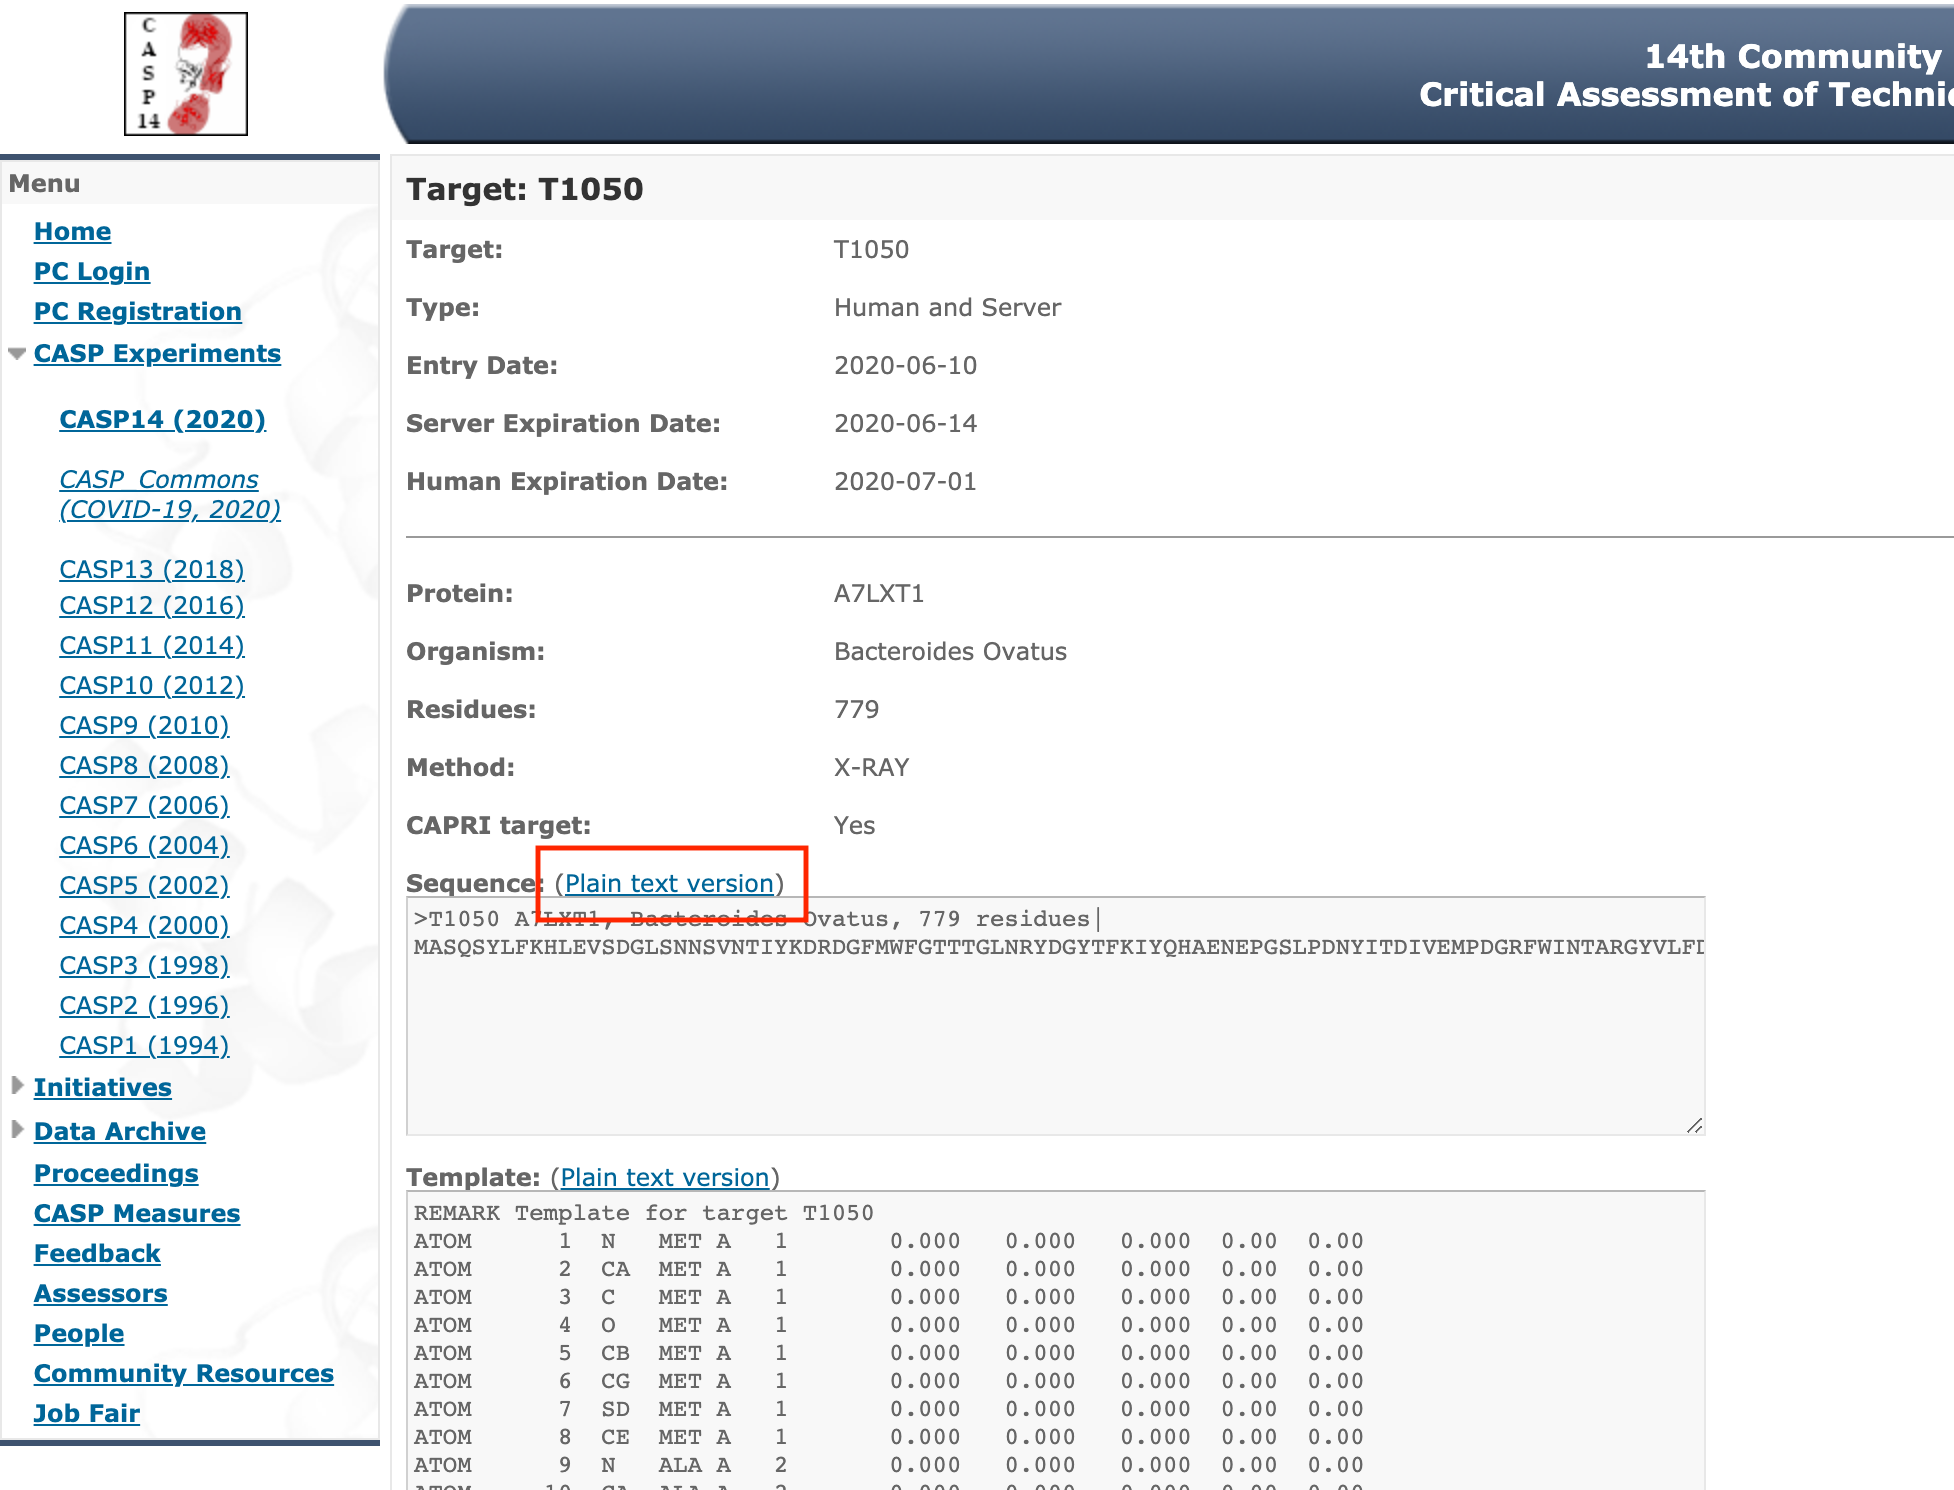 C
A
S
P
14
14th Community
Critical Assessment of Techni
Menu
Home
PC Login
PC Registration
CASP Experiments
CASP14 (2020)
CASP Commons
(COVID-19, 2020)
CASP13 (2018)
CASP12 (2016)
CASP11 (2014)
CASP10 (2012)
CASP9 (2010)
CASP8 (2008)
CASP7 (2006)
CASP6 (2004)
CASP5 (2002)
CASP4 (2000)
CASP3 (1998)
CASP2 (1996)
CASP1 (1994)
Initiatives
Data Archive
Proceedings
CASP Measures
Feedback
Assessors
People
Community Resources
Job Fair
Target: T1050
Target: T1050
Type: Human and Server
Entry Date: 2020-06-10
Server Expiration Date: 2020-06-14
Human Expiration Date: 2020-07-01
Protein: A7LXT1
Organism: Bacteroides Ovatus
Residues: 779
Method: X-RAY
CAPRI target: Yes
Sequence: (Plain text version)
>T1050 A7LXT1, Bacteroides Ovatus, 779 residues|
MASQSYLFKHLEVSDGLSNNSVNTIYKDRDGFMWFGTTTGLNRYDGYTFKIYQHAENEPGSLPDNYITDIVEMPDGRFWINTARGYVLFD
Template: (Plain text version)
REMARK Template for target T1050
ATOM 1 N MET A 1 0.000 0.000 0.000 0.00 0.00
ATOM 2 CA MET A 1 0.000 0.000 0.000 0.00 0.00
ATOM 3 C MET A 1 0.000 0.000 0.000 0.00 0.00
ATOM 4 O MET A 1 0.000 0.000 0.000 0.00 0.00
ATOM 5 CB MET A 1 0.000 0.000 0.000 0.00 0.00
ATOM 6 CG MET A 1 0.000 0.000 0.000 0.00 0.00
ATOM 7 SD MET A 1 0.000 0.000 0.000 0.00 0.00
ATOM 8 CE MET A 1 0.000 0.000 0.000 0.00 0.00
ATOM 9 N ALA A 2 0.000 0.000 0.000 0.00 0.00